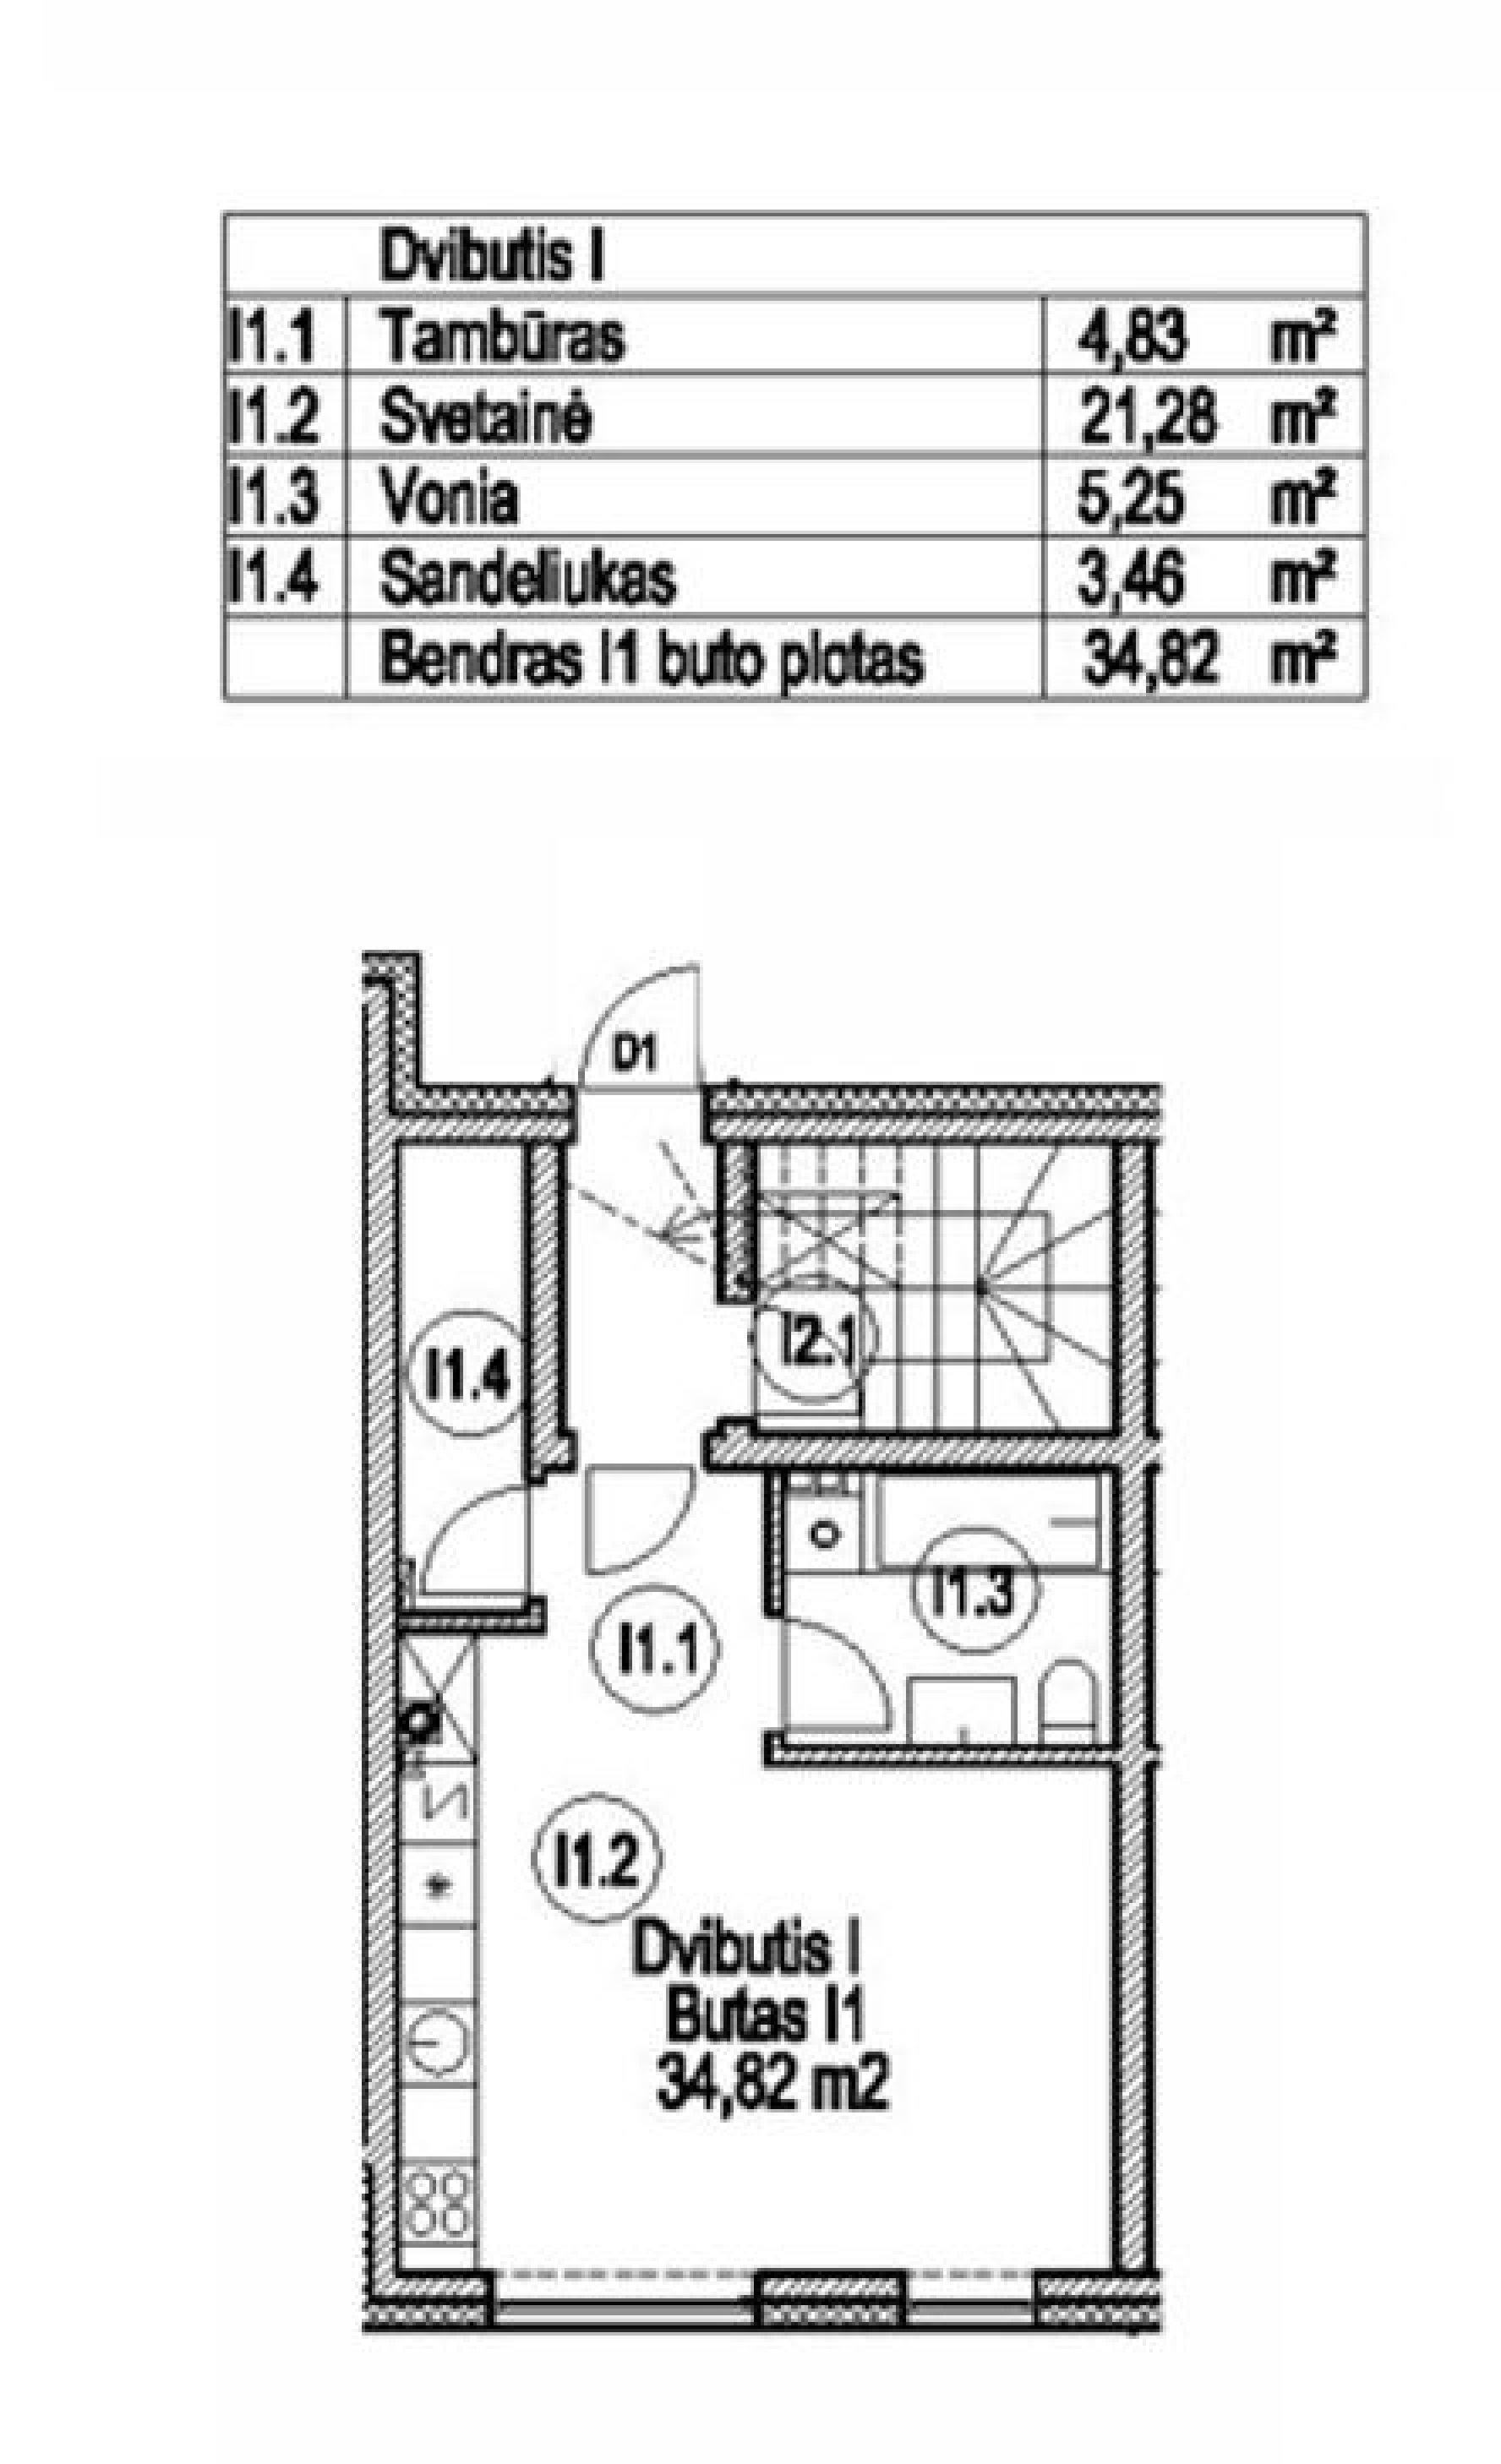 Dvibutis I
I1.1 Tambūras 4,83 m²
I1.2 Svetainė 21,28 m²
I1.3 Vonia 5,25 m²
I1.4 Sandeliukas 3,46 m²
Bendras I1 buto plotas 34,82 m²
D1
I2.1
I1.4
I1.3
I1.1
I1.2
Dvibutis I
Butas I1
34,82 m2